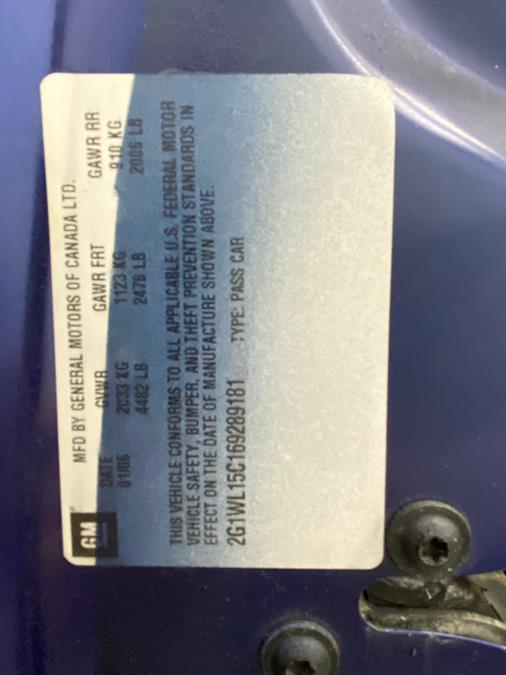 MFD BY GENERAL MOTORS OF CANADA LTD.
GM DATE GVWR GAWR FRT GAWR RR
01/06 2033 KG 1123 KG 910 KG
4482 LB 2476 LB 2006 LB
THIS VEHICLE CONFORMS TO ALL APPLICABLE U.S. FEDERAL MOTOR
VEHICLE SAFETY, BUMPER, AND THEFT PREVENTION STANDARDS IN
EFFECT ON THE DATE OF MANUFACTURE SHOWN ABOVE.
2G1WL15C169289181 TYPE: PASS CAR